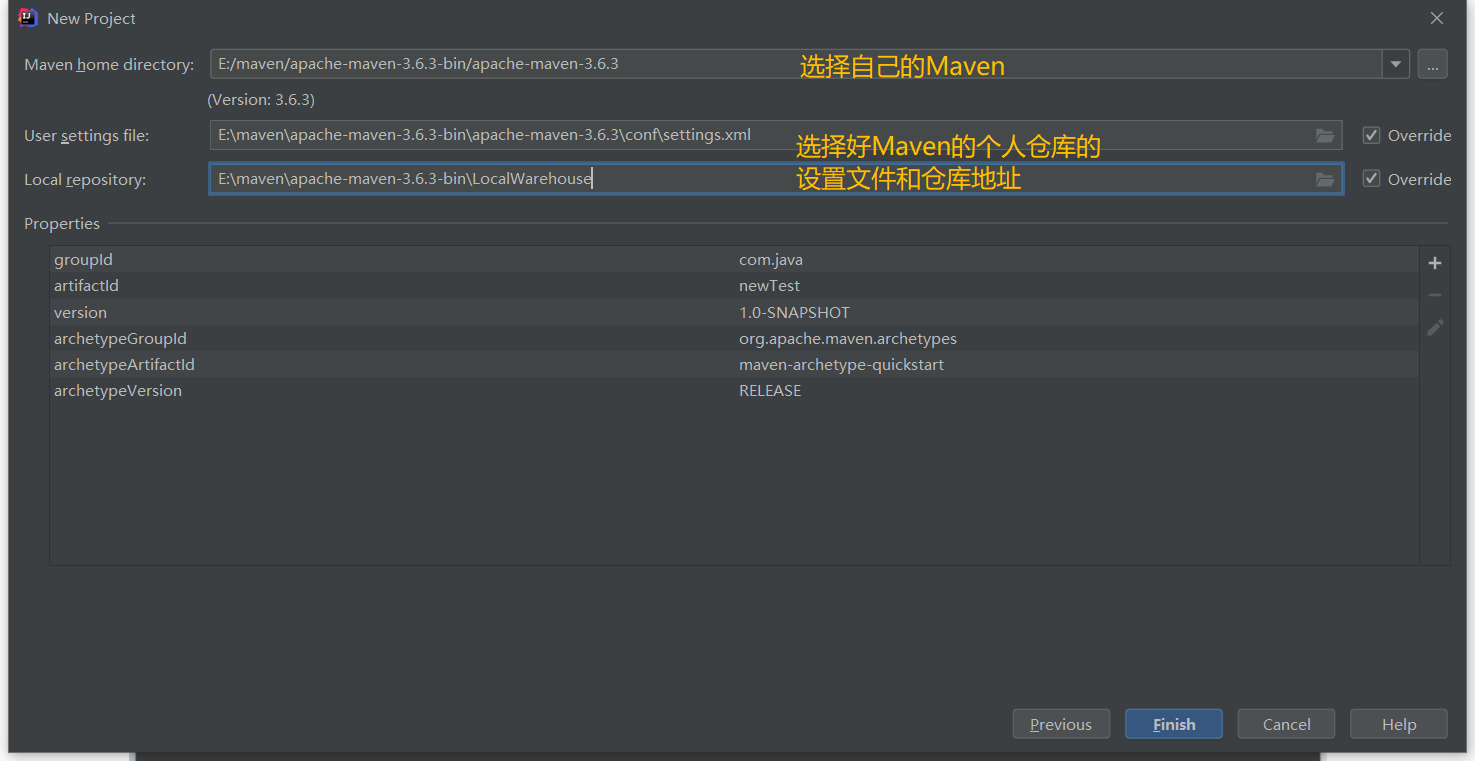 New Project
Maven home directory: E:/maven/apache-maven-3.6.3-bin/apache-maven-3.6.3 选择自己的Maven ...
(Version: 3.6.3)
User settings file: E:\maven\apache-maven-3.6.3-bin\apache-maven-3.6.3\conf\settings.xml 选择好Maven的个人仓库的 Override
Local repository: E:\maven\apache-maven-3.6.3-bin\LocalWarehouse 设置文件和仓库地址 Override
Properties
groupId com.java
artifactId newTest
version 1.0-SNAPSHOT
archetypeGroupId org.apache.maven.archetypes
archetypeArtifactId maven-archetype-quickstart
archetypeVersion RELEASE
Previous Finish Cancel Help